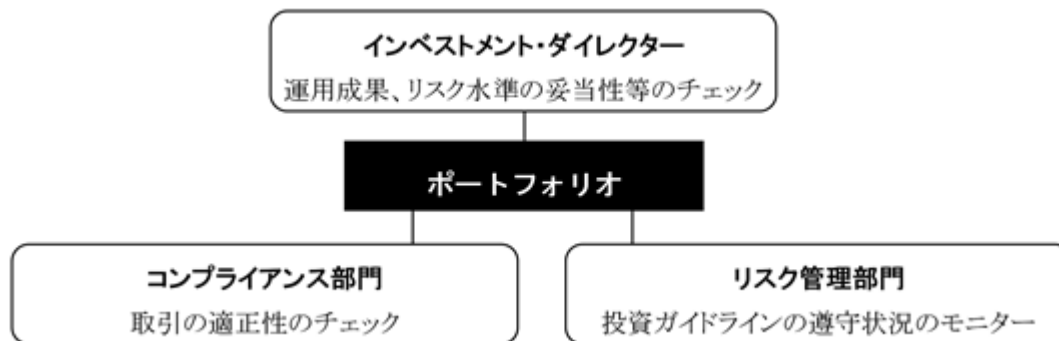 インベストメント・ダイレクター
運用成果、リスク水準の妥当性等のチェック
ポートフォリオ
コンプライアンス部門
取引の適正性のチェック
リスク管理部門
投資ガイドラインの遵守状況のモニター